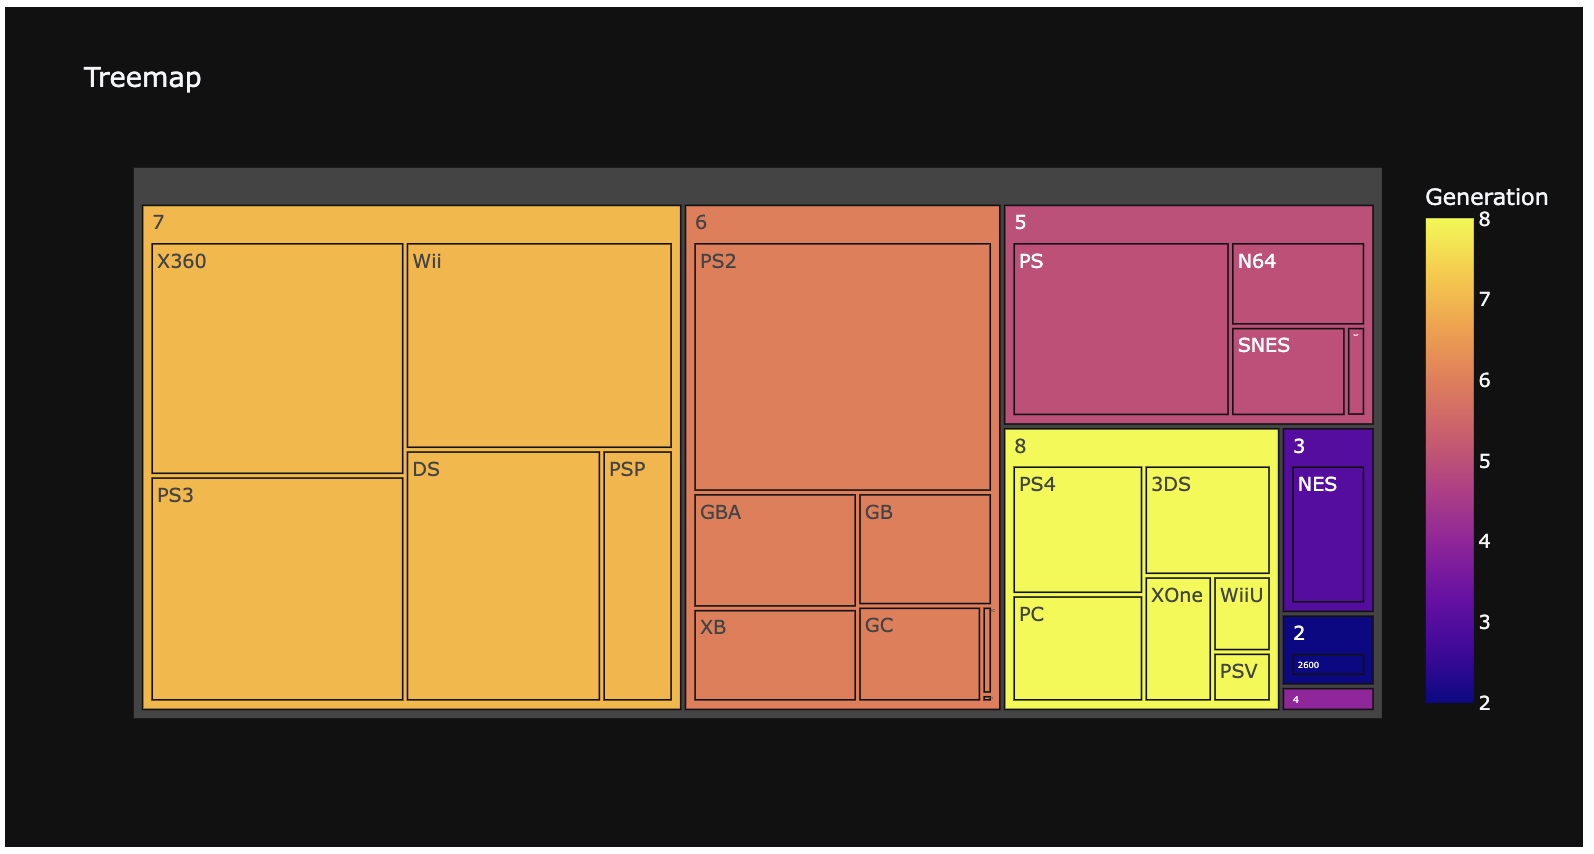 Treemap
7
X360
Wii
PS3
DS
PSP
6
PS2
GBA
GB
XB
GC
5
PS
N64
SNES
8
PS4
3DS
PC
XOne
WiiU
PSV
3
NES
2
2600
4
Generation
8
7
6
5
4
3
2